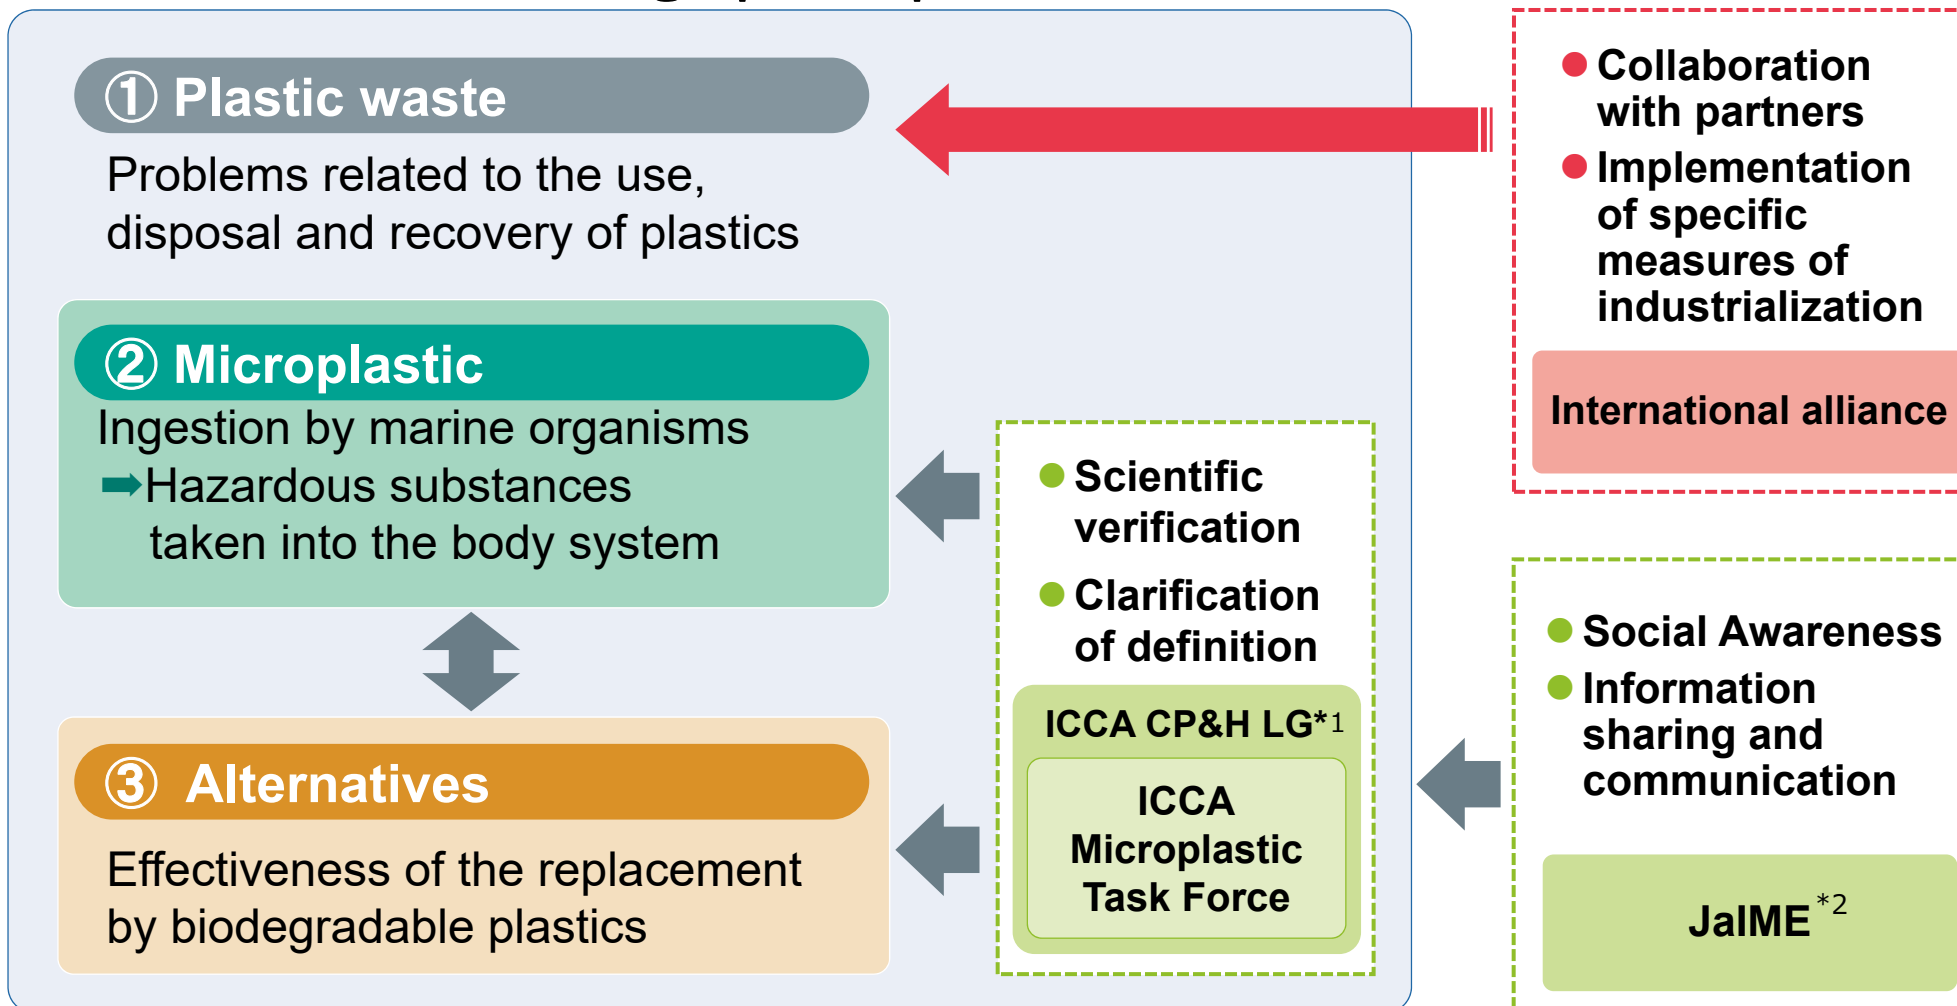 ① Plastic waste
Problems related to the use,
disposal and recovery of plastics
② Microplastic
Ingestion by marine organisms
➡Hazardous substances
taken into the body system
③ Alternatives
Effectiveness of the replacement
by biodegradable plastics
● Scientific
verification
● Clarification
of definition
ICCA CP&H LG*1
ICCA
Microplastic
Task Force
● Collaboration
with partners
● Implementation
of specific
measures of
industrialization
International alliance
● Social Awareness
● Information
sharing and
communication
JaIME*2